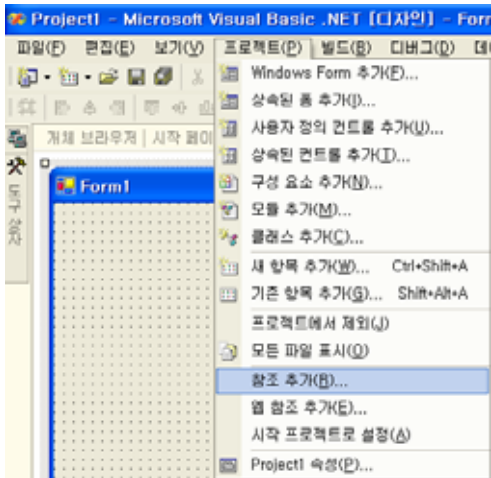 Project1 - Microsoft Visual Basic .NET [디자인] - Form
파일(F) 편집(E) 보기(V) 프로젝트(P) 빌드(B) 디버그(D)
개체 브라우저 시작 페이
도구 상자
Form1
Windows Form 추가(F)...
상속된 폼 추가(I)...
사용자 정의 컨트롤 추가(U)...
상속된 컨트롤 추가(T)...
구성 요소 추가(N)...
모듈 추가(M)...
클래스 추가(C)...
새 항목 추가(W)... Ctrl+Shift+A
기존 항목 추가(G)... Shift+Alt+A
프로젝트에서 제외(J)
모든 파일 표시(O)
참조 추가(R)...
웹 참조 추가(E)...
시작 프로젝트로 설정(A)
Project1 속성(P)...